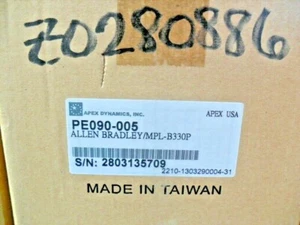 Z0280886
APEX DYNAMICS, INC.
APEX USA
PE090-005
ALLEN BRADLEY/MPL-B330P
S/N: 2803135709
2210-1303290004-31
MADE IN TAIWAN